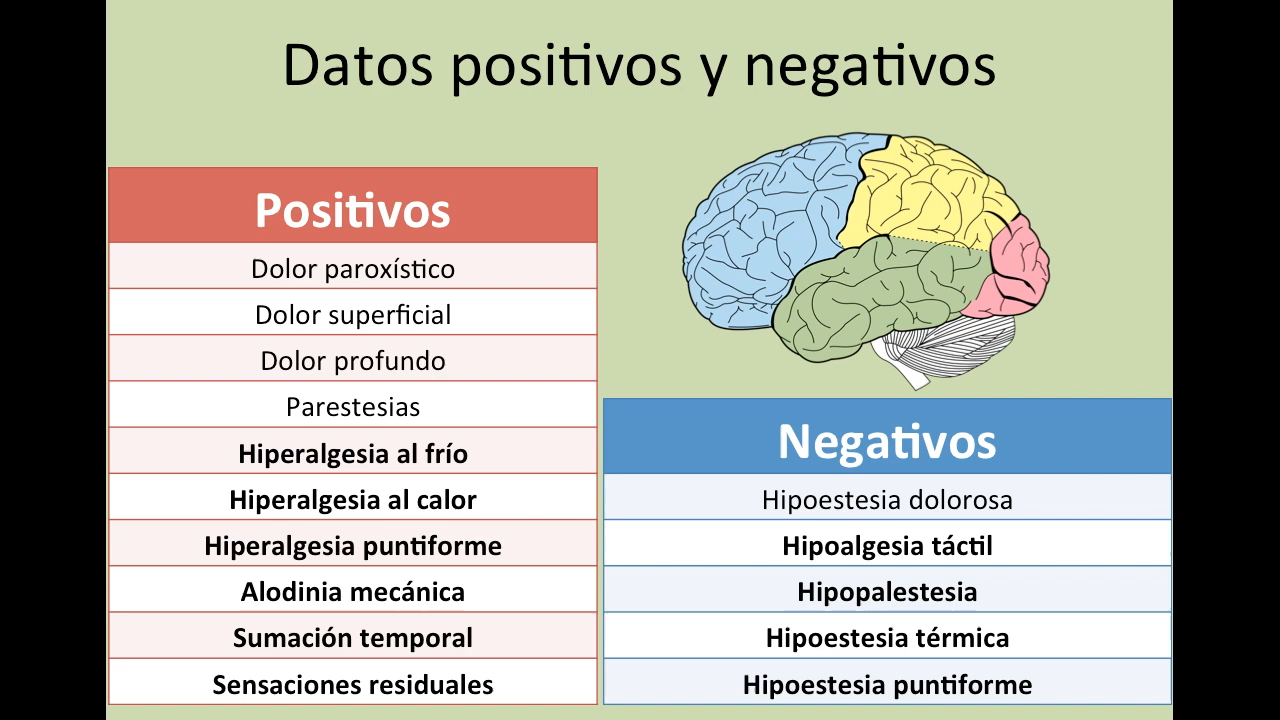 Datos positivos y negativos
Positivos
Dolor paroxístico
Dolor superficial
Dolor profundo
Parestesias
Hiperalgesia al frío
Hiperalgesia al calor
Hiperalgesia puntiforme
Alodinia mecánica
Sumación temporal
Sensaciones residuales
Negativos
Hipoestesia dolorosa
Hipoalgesia táctil
Hipopalestesia
Hipoestesia térmica
Hipoestesia puntiforme